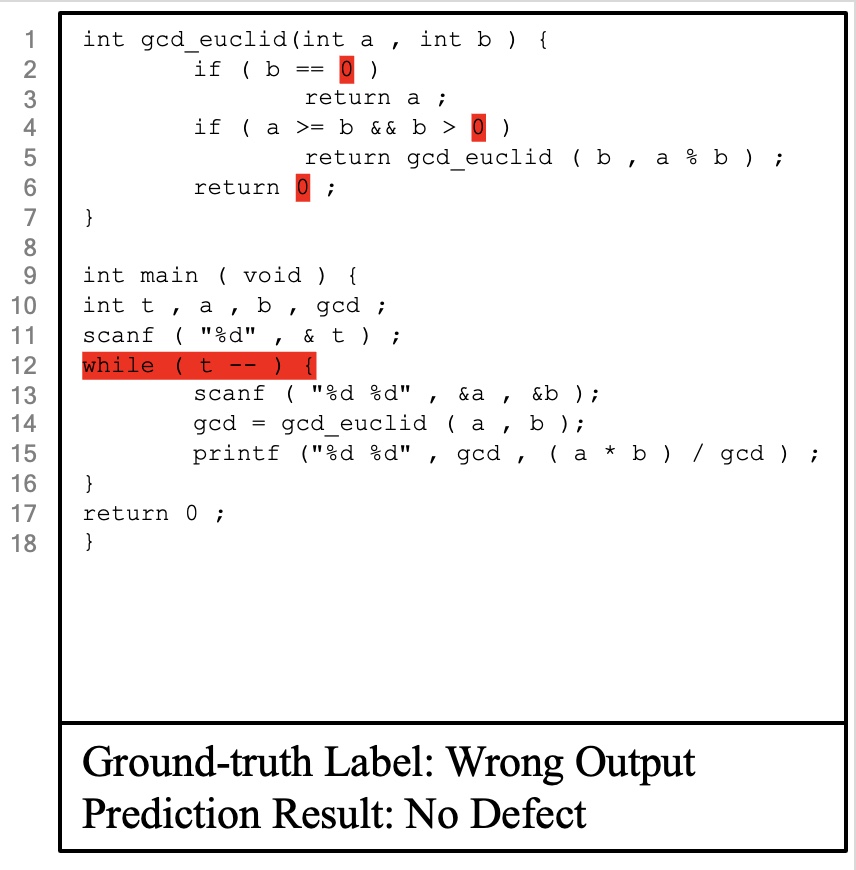 1 int gcd_euclid(int a , int b ) {
2 if ( b == 0 )
3 return a ;
4 if ( a >= b && b > 0 )
5 return gcd_euclid ( b , a % b ) ;
6 return 0 ;
7 }
8
9 int main ( void ) {
10 int t , a , b , gcd ;
11 scanf ( "%d" , & t ) ;
12 while ( t -- ) {
13 scanf ( "%d %d" , &a , &b );
14 gcd = gcd_euclid ( a , b );
15 printf ("%d %d" , gcd , ( a * b ) / gcd ) ;
16 }
17 return 0 ;
18 }
Ground-truth Label: Wrong Output
Prediction Result: No Defect